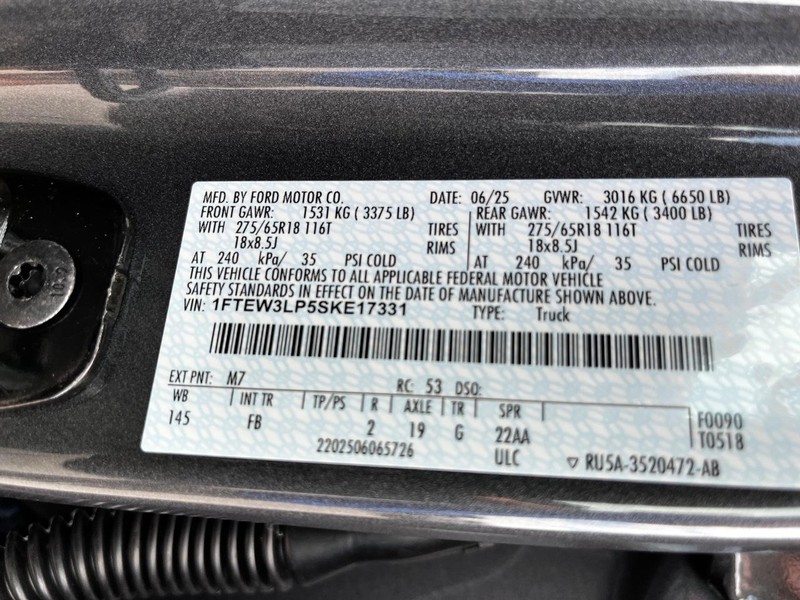 MFD. BY FORD MOTOR CO. DATE: 06/25 GVWR: 3016 KG ( 6650 LB)
FRONT GAWR: 1531 KG ( 3375 LB) REAR GAWR: 1542 KG ( 3400 LB)
WITH 275/65R18 116T TIRES WITH 275/65R18 116T TIRES
18x8.5J RIMS 18x8.5J RIMS
AT 240 kPa/ 35 PSI COLD AT 240 kPa/ 35 PSI COLD
THIS VEHICLE CONFORMS TO ALL APPLICABLE FEDERAL MOTOR VEHICLE
SAFETY STANDARDS IN EFFECT ON THE DATE OF MANUFACTURE SHOWN ABOVE.
VIN: 1FTEW3LP5SKE17331 TYPE: Truck
EXT PNT: M7 RC: 53 DSO:
WB INT TR TP/PS R AXLE TR SPR F0090
145 FB 2 19 G 22AA T0518
2202506065726 ULC RU5A-3520472-AB